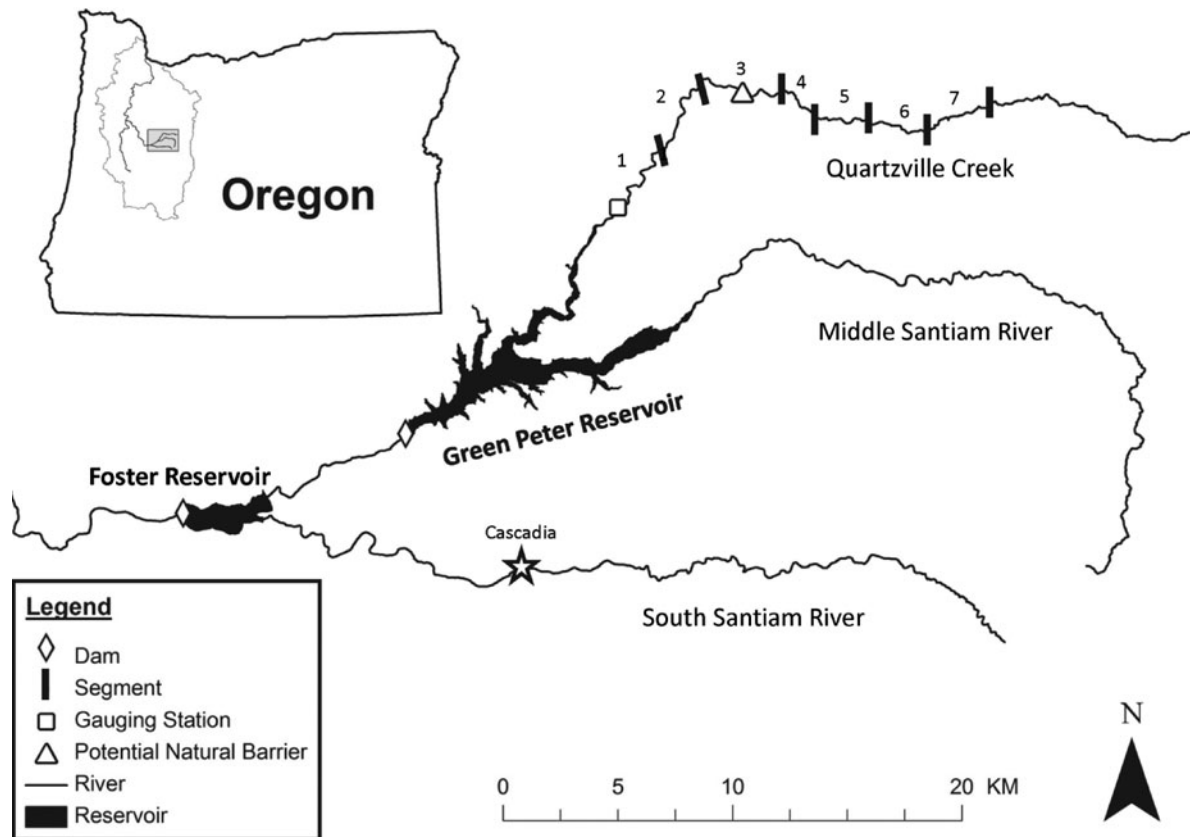 Oregon
1
2
3
4
5
6
7
Quartzville Creek
Middle Santiam River
Green Peter Reservoir
Foster Reservoir
Cascadia
South Santiam River
Legend
Dam
Segment
Gauging Station
Potential Natural Barrier
River
Reservoir
0 5 10 20 KM
N